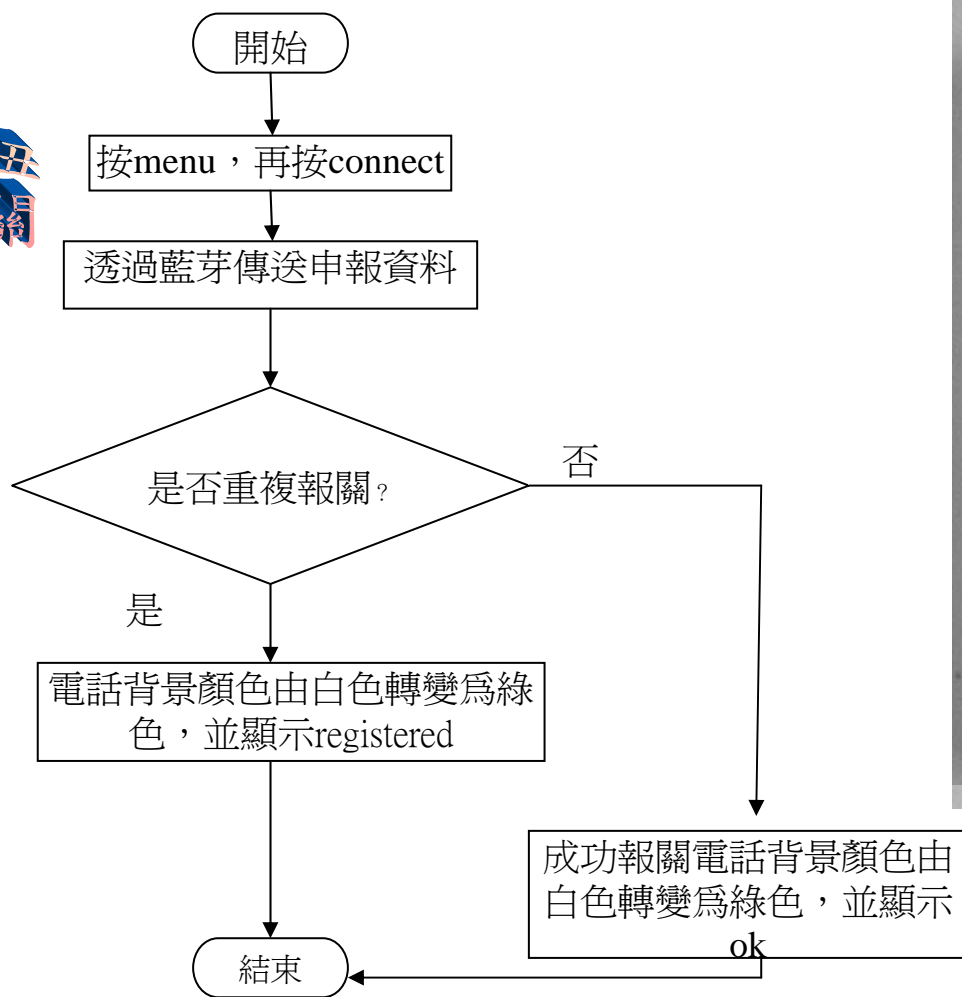 開始
按menu，再按connect
透過藍芽傳送申報資料
是否重複報關?
否
是
電話背景顏色由白色轉變爲綠
色，並顯示registered
成功報關電話背景顏色由
白色轉變爲綠色，並顯示
ok
結束